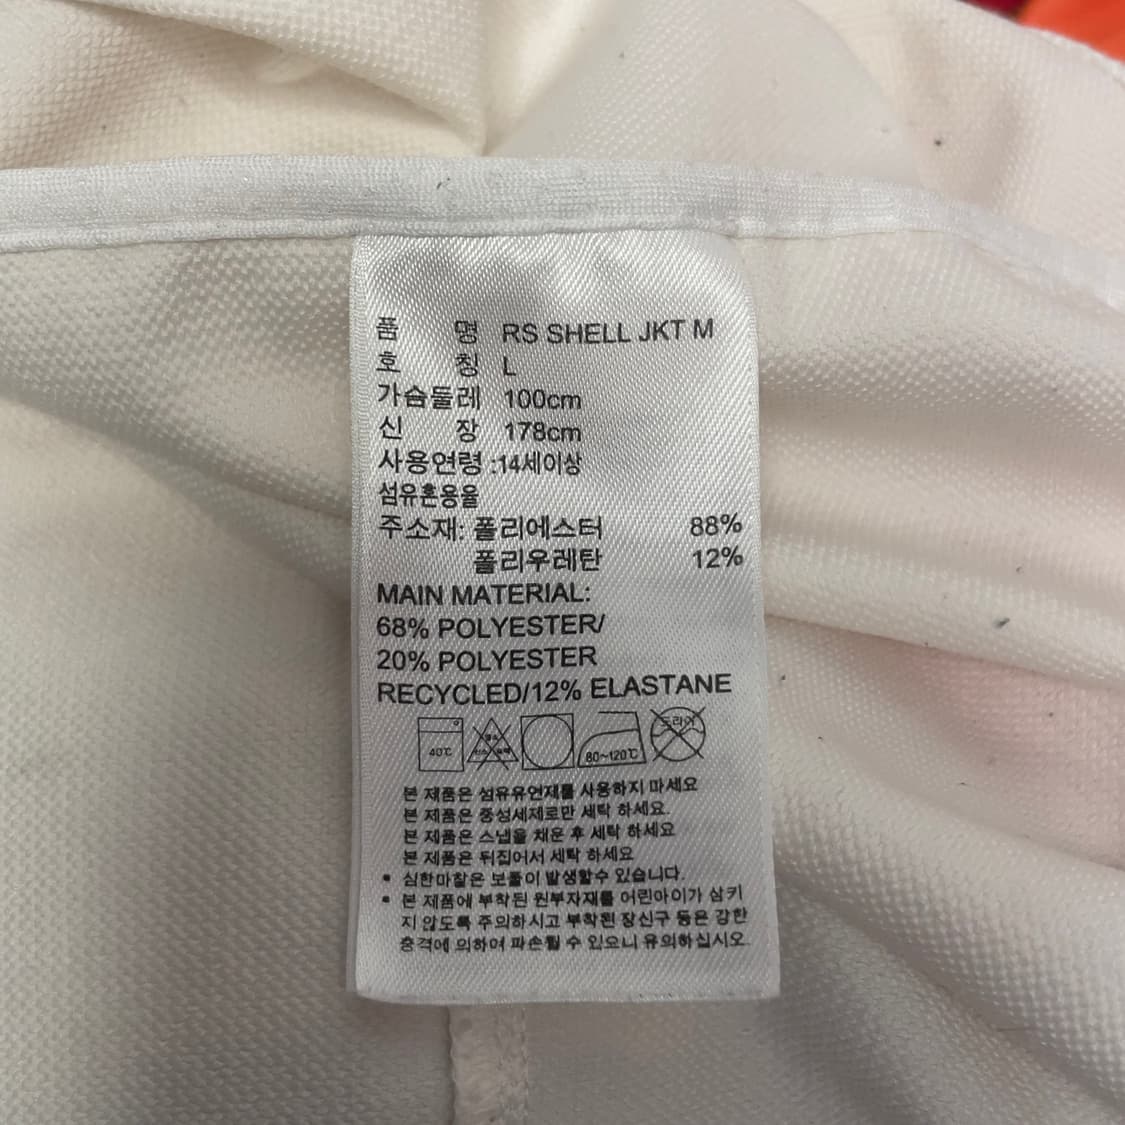 품 명 RS SHELL JKT M
호 칭 L
가슴둘레 100cm
신 장 178cm
사용연령 :14세이상
섬유혼용율
주소재: 폴리에스터 88%
폴리우레탄 12%
MAIN MATERIAL:
68% POLYESTER/
20% POLYESTER
RECYCLED/12% ELASTANE
40℃ 80~120℃ 드라이
본 제품은 섬유유연제를 사용하지 마세요
본 제품은 중성세제로만 세탁 하세요.
본 제품은 스냅을 채운 후 세탁 하세요
본 제품은 뒤집어서 세탁 하세요
* 심한마찰은 보풀이 발생할수 있습니다.
* 본 제품에 부착된 원부자재를 어린아이가 삼키
지 않도록 주의하시고 부착된 장신구 등은 강한
충격에 의하여 파손될 수 있으니 유의하십시오.